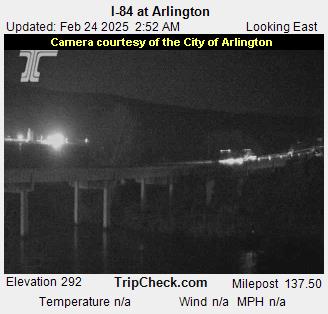 I-84 at Arlington
Updated: Feb 24 2025 2:52 AM Looking East
Camera courtesy of the City of Arlington
Elevation 292 TripCheck.com Milepost 137.50
Temperature n/a Wind n/a MPH n/a